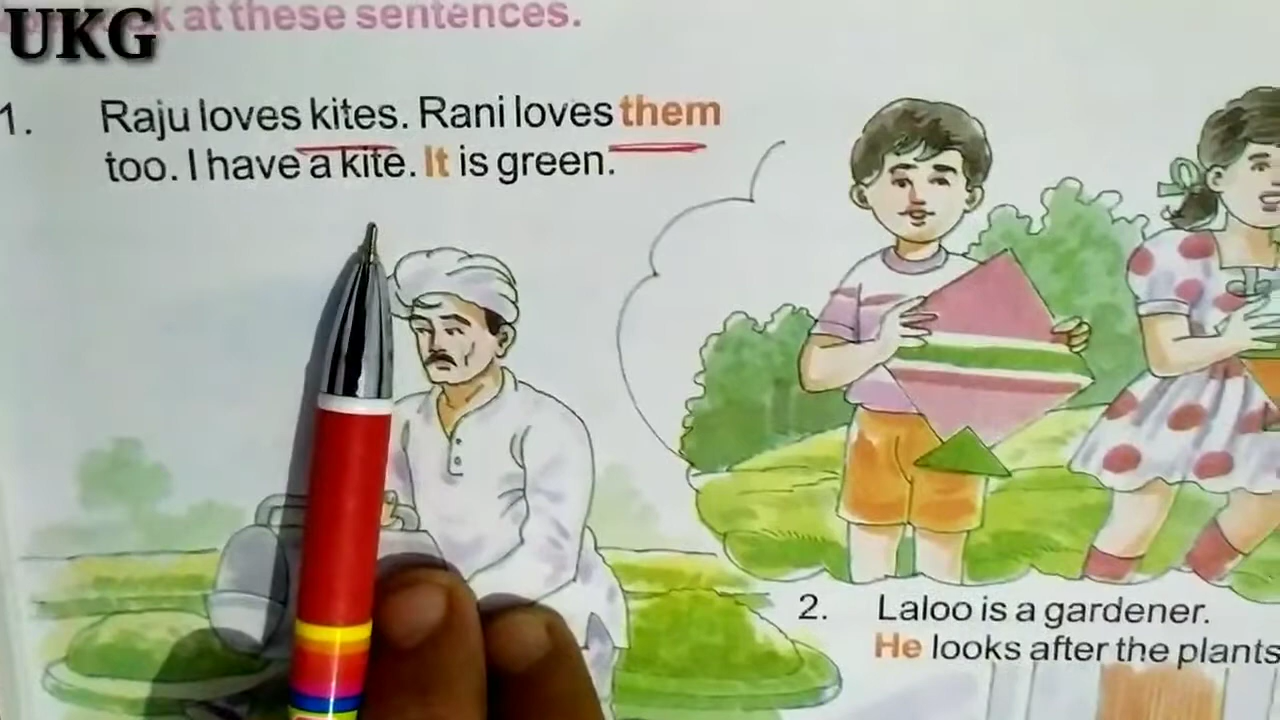 at these sentences.
UKG
1. Raju loves kites. Rani loves them
too. I have a kite. It is green.
2. Laloo is a gardener.
He looks after the plants